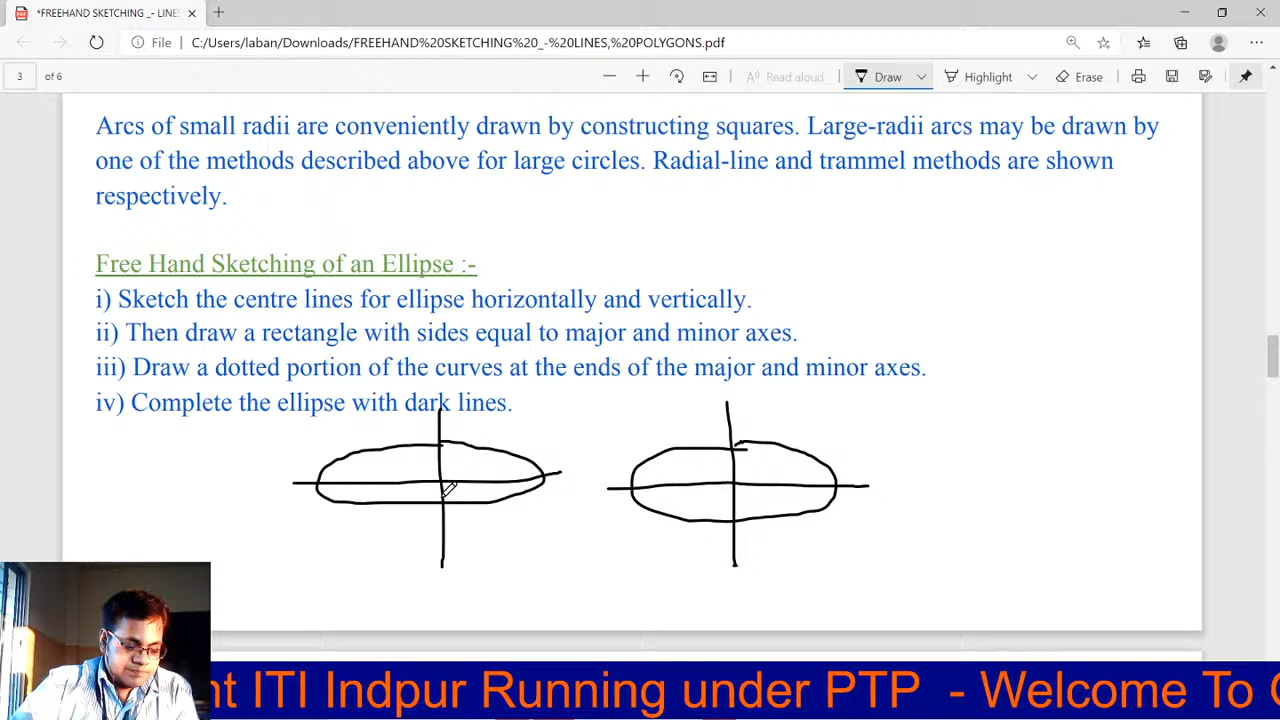 *FREEHAND SKETCHING _- LINES
File C:/Users/laban/Downloads/FREEHAND%20SKETCHING%20_-%20LINES,%20POLYGONS.pdf
3 of 6 Read aloud Draw Highlight Erase
Arcs of small radii are conveniently drawn by constructing squares. Large-radii arcs may be drawn by
one of the methods described above for large circles. Radial-line and trammel methods are shown
respectively.
Free Hand Sketching of an Ellipse :-
i) Sketch the centre lines for ellipse horizontally and vertically.
ii) Then draw a rectangle with sides equal to major and minor axes.
iii) Draw a dotted portion of the curves at the ends of the major and minor axes.
iv) Complete the ellipse with dark lines.
nt ITI Indpur Running under PTP - Welcome To